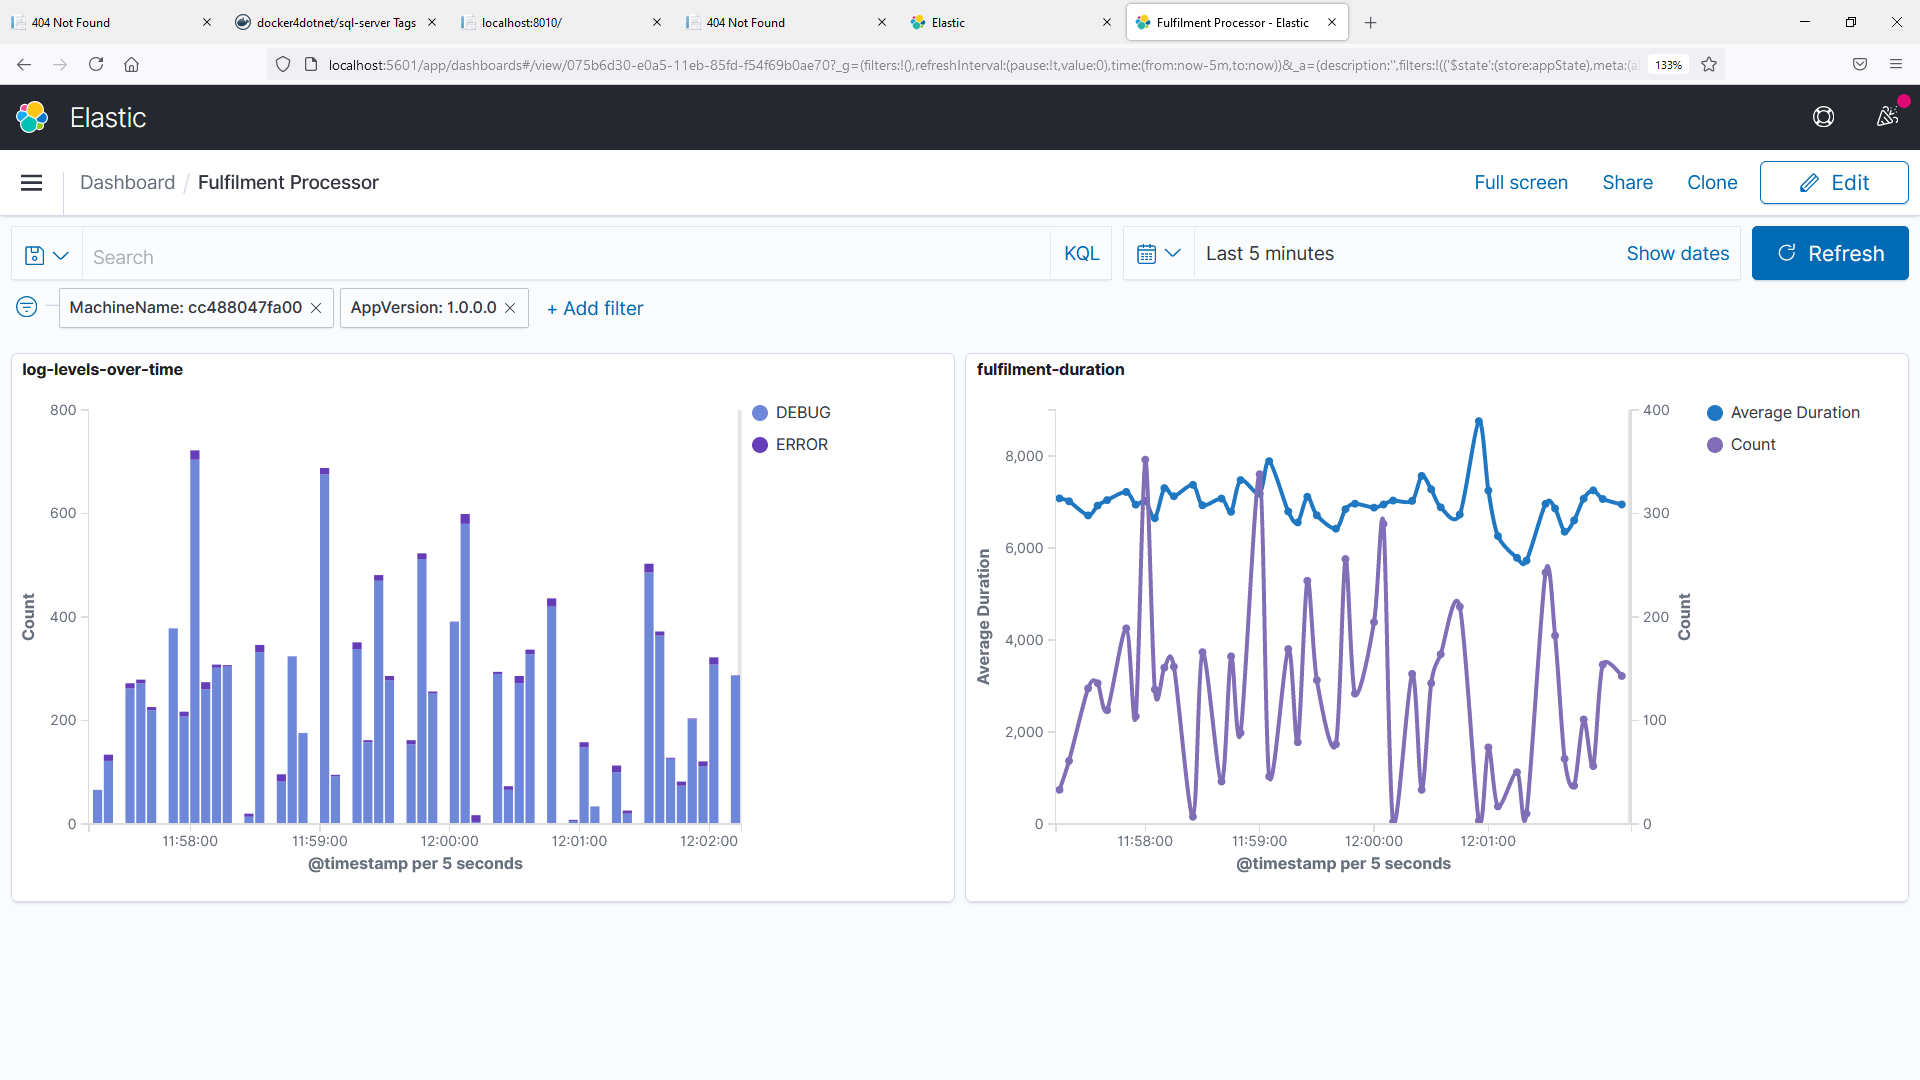 404 Not Found
docker4dotnet/sql-server Tags
localhost:8010/
404 Not Found
Elastic
Fulfilment Processor - Elastic
localhost:5601/app/dashboards#/view/075b6d30-e0a5-11eb-85fd-f54f69b0ae70?_g=(filters:!(),refreshInterval:(pause:!t,value:0),time:(from:now-5m,to:now))&_a=(description:'',filters:!(('$state':(store:appState),meta:(al
133%
Elastic
Dashboard / Fulfilment Processor
Full screen
Share
Clone
Edit
Search
KQL
Last 5 minutes
Show dates
Refresh
MachineName: cc488047fa00
AppVersion: 1.0.0.0
+ Add filter
log-levels-over-time
800
600
400
200
0
Count
11:58:00
11:59:00
12:00:00
12:01:00
12:02:00
@timestamp per 5 seconds
DEBUG
ERROR
fulfilment-duration
8,000
6,000
4,000
2,000
0
Average Duration
11:58:00
11:59:00
12:00:00
12:01:00
@timestamp per 5 seconds
400
300
200
100
0
Count
Average Duration
Count